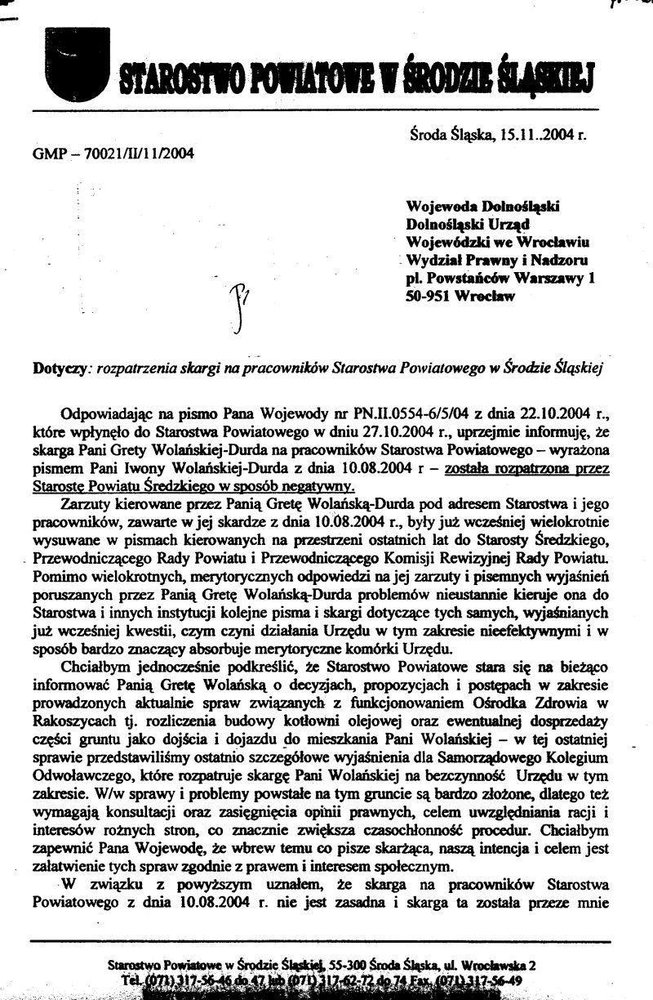 STAROSTWO POWIATOWE W ŚRODZIE ŚLĄSKIEJ
Środa Śląska, 15.11..2004 r.
GMP – 70021/II/11/2004
Wojewoda Dolnośląski
Dolnośląski Urząd
Wojewódzki we Wrocławiu
Wydział Prawny i Nadzoru
pl. Powstańców Warszawy 1
50-951 Wrocław
Dotyczy: rozpatrzenia skargi na pracowników Starostwa Powiatowego w Środzie Śląskiej
Odpowiadając na pismo Pana Wojewody nr PN.II.0554-6/5/04 z dnia 22.10.2004 r.,
które wpłynęło do Starostwa Powiatowego w dniu 27.10.2004 r., uprzejmie informuję, że
skarga Pani Grety Wolańskiej-Durda na pracowników Starostwa Powiatowego – wyrażona
pismem Pani Iwony Wolańskiej-Durda z dnia 10.08.2004 r – została rozpatrzona przez
Starostę Powiatu Średzkiego w sposób negatywny.
Zarzuty kierowane przez Panią Gretę Wolańską-Durda pod adresem Starostwa i jego
pracowników, zawarte w jej skardze z dnia 10.08.2004 r., były już wcześniej wielokrotnie
wysuwane w pismach kierowanych na przestrzeni ostatnich lat do Starosty Średzkiego,
Przewodniczącego Rady Powiatu i Przewodniczącego Komisji Rewizyjnej Rady Powiatu.
Pomimo wielokrotnych, merytorycznych odpowiedzi na jej zarzuty i pisemnych wyjaśnień
poruszanych przez Panią Gretę Wolańską-Durda problemów nieustannie kieruje ona do
Starostwa i innych instytucji kolejne pisma i skargi dotyczące tych samych, wyjaśnianych
już wcześniej kwestii, czym czyni działania Urzędu w tym zakresie nieefektywnymi i w
sposób bardzo znaczący absorbuje merytoryczne komórki Urzędu.
Chciałbym jednocześnie podkreślić, że Starostwo Powiatowe stara się na bieżąco
informować Panią Gretę Wolańską o decyzjach, propozycjach i postępach w zakresie
prowadzonych aktualnie spraw związanych z funkcjonowaniem Ośrodka Zdrowia w
Rakoszycach tj. rozliczenia budowy kotłowni olejowej oraz ewentualnej dosprzedaży
części gruntu jako dojścia i dojazdu do mieszkania Pani Wolańskiej – w tej ostatniej
sprawie przedstawiliśmy ostatnio szczegółowe wyjaśnienia dla Samorządowego Kolegium
Odwoławczego, które rozpatruje skargę Pani Wolańskiej na bezczynność Urzędu w tym
zakresie. W/w sprawy i problemy powstałe na tym gruncie są bardzo złożone, dlatego też
wymagają konsultacji oraz zasięgnięcia opinii prawnych, celem uwzględniania racji i
interesów rożnych stron, co znacznie zwiększa czasochłonność procedur. Chciałbym
zapewnić Pana Wojewodę, że wbrew temu co pisze skarżąca, naszą intencją i celem jest
załatwienie tych spraw zgodnie z prawem i interesem społecznym.
W związku z powyższym uznałem, że skarga na pracowników Starostwa
Powiatowego z dnia 10.08.2004 r. nie jest zasadna i skarga ta została przeze mnie
Starostwo Powiatowe w Środzie Śląskiej, 55-300 Środa Śląska, ul. Wrocławska 2
Tel. (071) 317-56-46 do 47 lub (071) 317-62-72 do 74 Fax. (071) 317-56-49